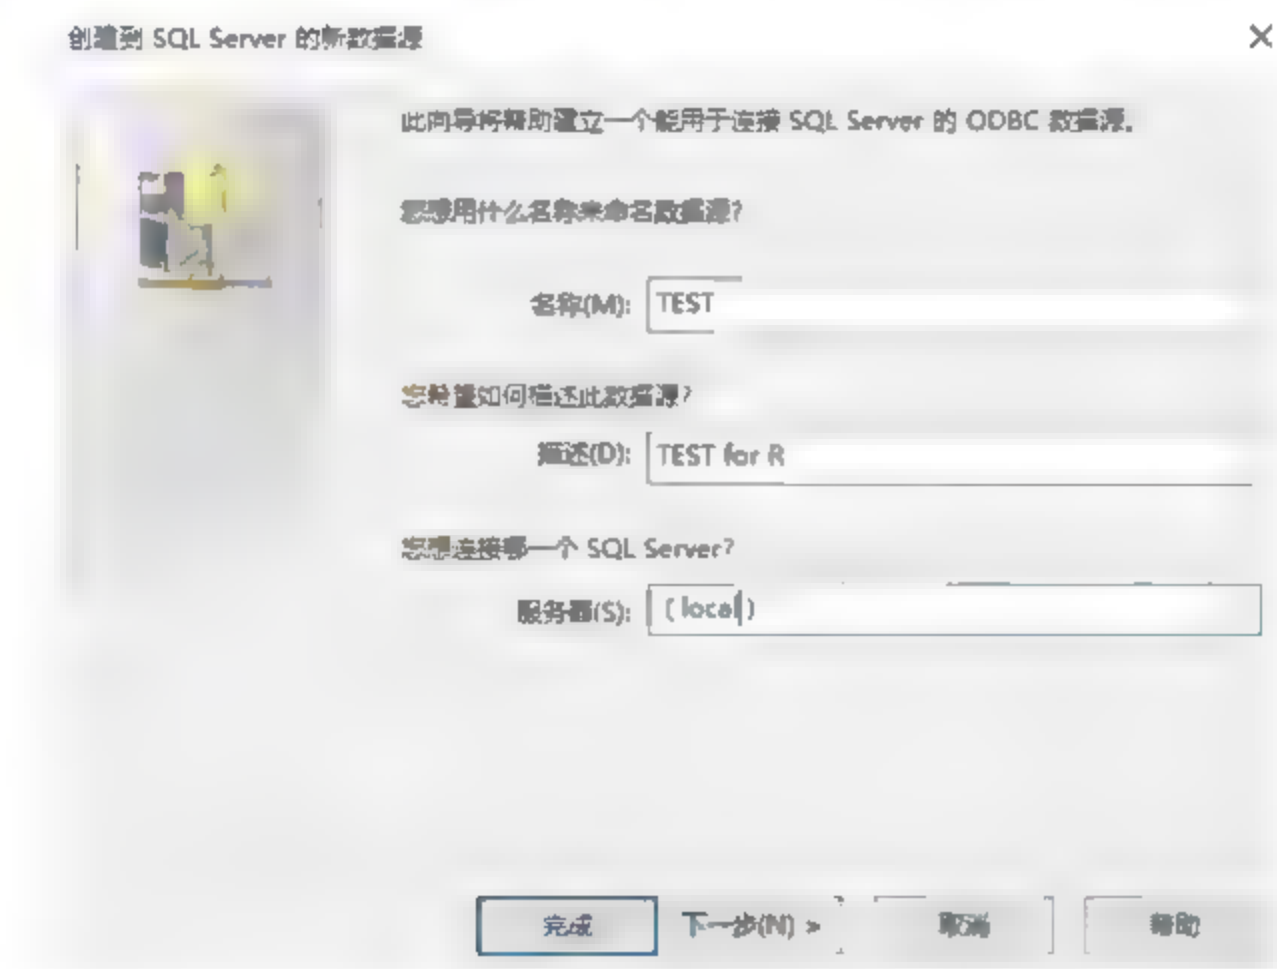 创建到 SQL Server 的新数据源
此向导将帮助建立一个能用于连接 SQL Server 的 ODBC 数据源。
您想用什么名称来命名数据源?
名称(M): TEST
您希望如何描述此数据源?
描述(D): TEST for R
您想连接哪一个 SQL Server?
服务器(S): (local)
完成 下一步(N) > 取消 帮助